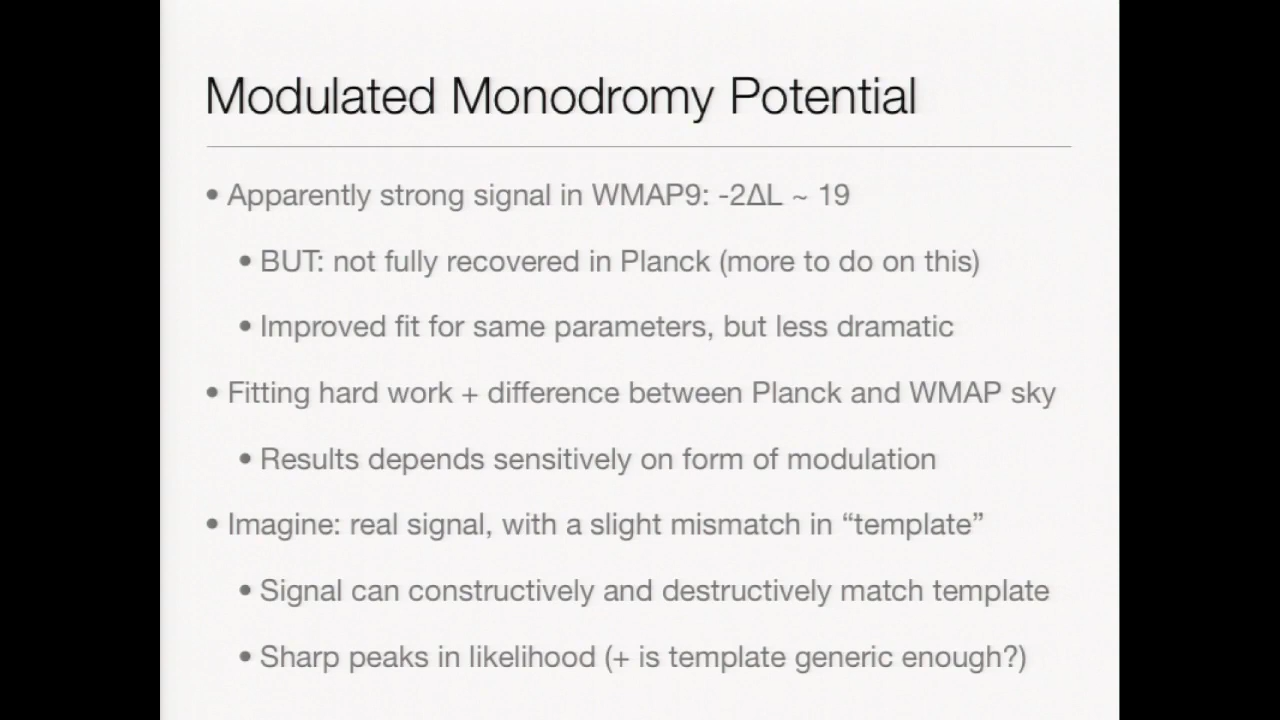 Modulated Monodromy Potential
• Apparently strong signal in WMAP9: -2ΔL ~ 19
• BUT: not fully recovered in Planck (more to do on this)
• Improved fit for same parameters, but less dramatic
• Fitting hard work + difference between Planck and WMAP sky
• Results depends sensitively on form of modulation
• Imagine: real signal, with a slight mismatch in “template”
• Signal can constructively and destructively match template
• Sharp peaks in likelihood (+ is template generic enough?)